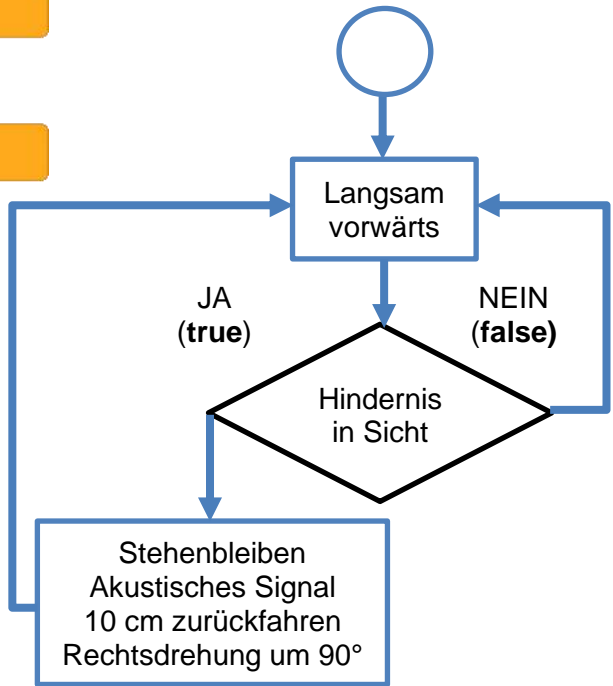 Langsam
vorwärts
JA
(true)
NEIN
(false)
Hindernis
in Sicht
Stehenbleiben
Akustisches Signal
10 cm zurückfahren
Rechtsdrehung um 90°